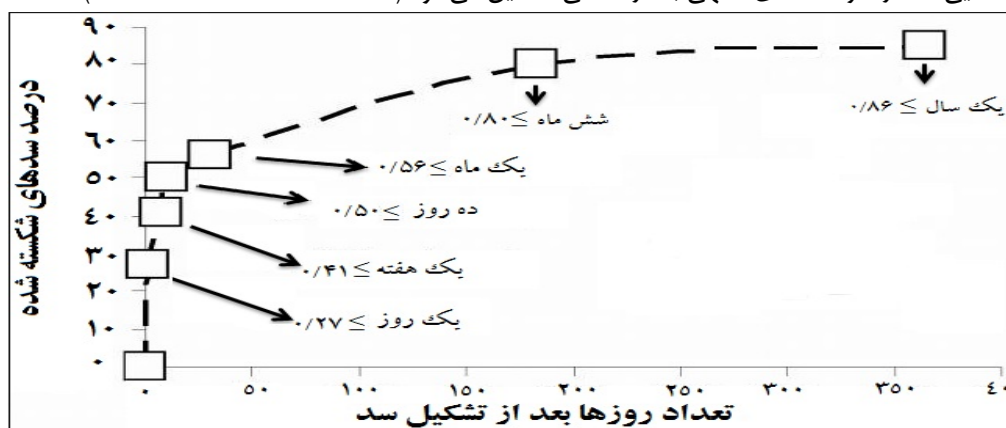 ۹۰
۸۰
۷۰
۶۰
۵۰
۴۰
۳۰
۲۰
۱۰
۰
درصد سدهای شکسته شده
یک سال ≤ ۰/۸۶
شش ماه ≤ ۰/۸۰
یک ماه ≤ ۰/۵۶
ده روز ≤ ۰/۵۰
یک هفته ≤ ۰/۴۱
یک روز ≤ ۰/۲۷
۰ ۵۰ ۱۰۰ ۱۵۰ ۲۰۰ ۲۵۰ ۳۰۰ ۳۵۰ ٤٠
تعداد روزها بعد از تشکیل سد